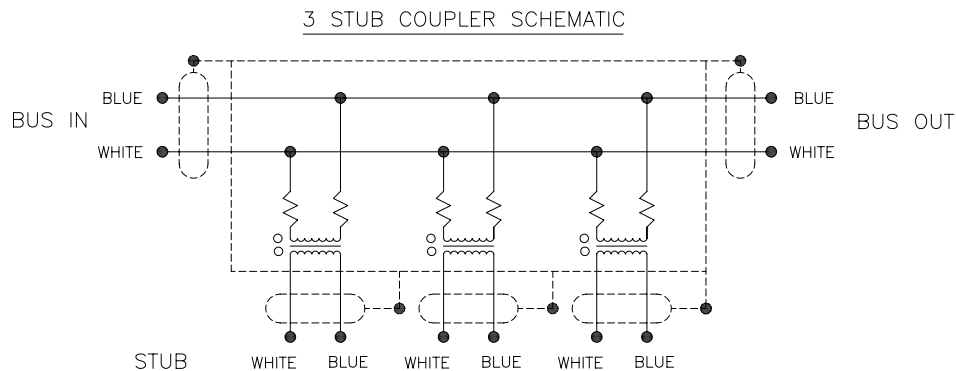 3 STUB COUPLER SCHEMATIC
BLUE
BLUE
BUS IN
BUS OUT
WHITE
WHITE
STUB
WHITE BLUE
WHITE BLUE
WHITE BLUE